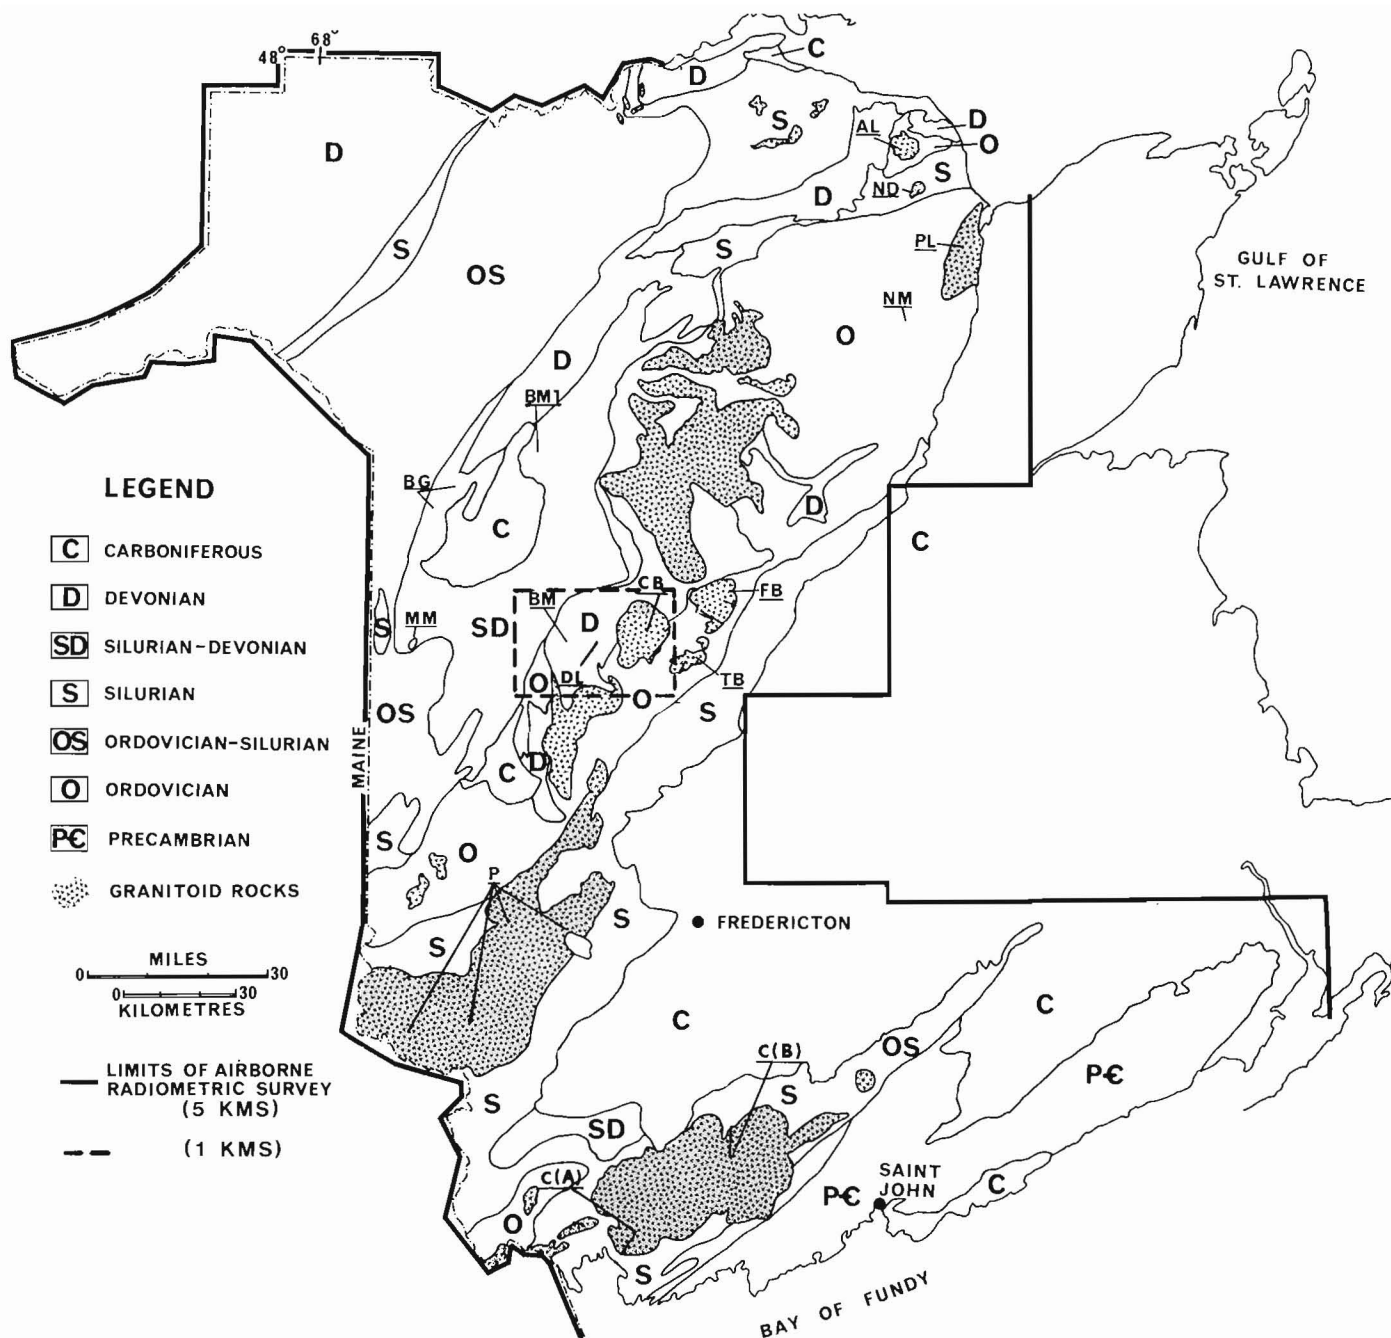 68°
48°
C
D
D
S
AL
D
O
D
S
ND
S
S
PL
GULF OF
ST. LAWRENCE
OS
NM
O
D
BM1
BG
D
C
C
LEGEND
C CARBONIFEROUS
D DEVONIAN
SD SILURIAN-DEVONIAN
S SILURIAN
OS ORDOVICIAN-SILURIAN
O ORDOVICIAN
P€ PRECAMBRIAN
GRANITOID ROCKS
MILES
0 30
0 30
KILOMETRES
LIMITS OF AIRBORNE
RADIOMETRIC SURVEY
(5 KMS)
(1 KMS)
BM
CB
FB
S
MM
SD
D
O
DL
O
TB
S
OS
MAINE
C
D
S
O
P
S
S
FREDERICTON
C
C
OS
C(B)
P€
S
S
SD
C(A)
P€
SAINT
JOHN
C
O
S
BAY OF FUNDY